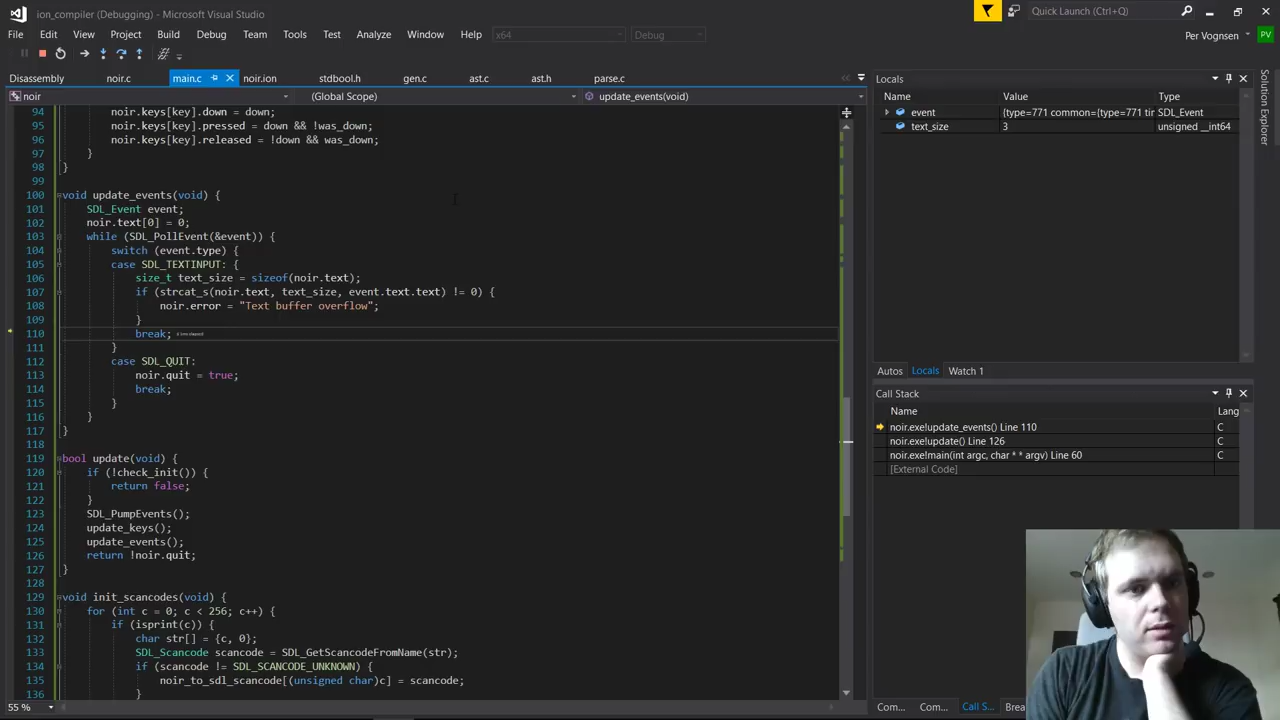 ion_compiler (Debugging) - Microsoft Visual Studio
Quick Launch (Ctrl+Q)
File Edit View Project Build Debug Team Tools Test Analyze Window Help x64 Debug
Per Vognsen PV
Disassembly noir.c main.c noir.ion stdbool.h gen.c ast.c ast.h parse.c
noir (Global Scope) update_events(void)
94 noir.keys[key].down = down;
95 noir.keys[key].pressed = down && !was_down;
96 noir.keys[key].released = !down && was_down;
97 }
98 }
99
100 void update_events(void) {
101 SDL_Event event;
102 noir.text[0] = 0;
103 while (SDL_PollEvent(&event)) {
104 switch (event.type) {
105 case SDL_TEXTINPUT: {
106 size_t text_size = sizeof(noir.text);
107 if (strcat_s(noir.text, text_size, event.text.text) != 0) {
108 noir.error = "Text buffer overflow";
109 }
110 break;
111 }
112 case SDL_QUIT:
113 noir.quit = true;
114 break;
115 }
116 }
117 }
118
119 bool update(void) {
120 if (!check_init()) {
121 return false;
122 }
123 SDL_PumpEvents();
124 update_keys();
125 update_events();
126 return !noir.quit;
127 }
128
129 void init_scancodes(void) {
130 for (int c = 0; c < 256; c++) {
131 if (isprint(c)) {
132 char str[] = {c, 0};
133 SDL_Scancode scancode = SDL_GetScancodeFromName(str);
134 if (scancode != SDL_SCANCODE_UNKNOWN) {
135 noir_to_sdl_scancode[(unsigned char)c] = scancode;
136 }
55 %
Locals
Name Value Type
event {type=771 common={type=771 tir SDL_Event
text_size 3 unsigned __int64
Autos Locals Watch 1
Call Stack
Name Lang
noir.exe!update_events() Line 110 C
noir.exe!update() Line 126 C
noir.exe!main(int argc, char * * argv) Line 60 C
[External Code]
Com... Com... Call S... Brea
Solution Explorer